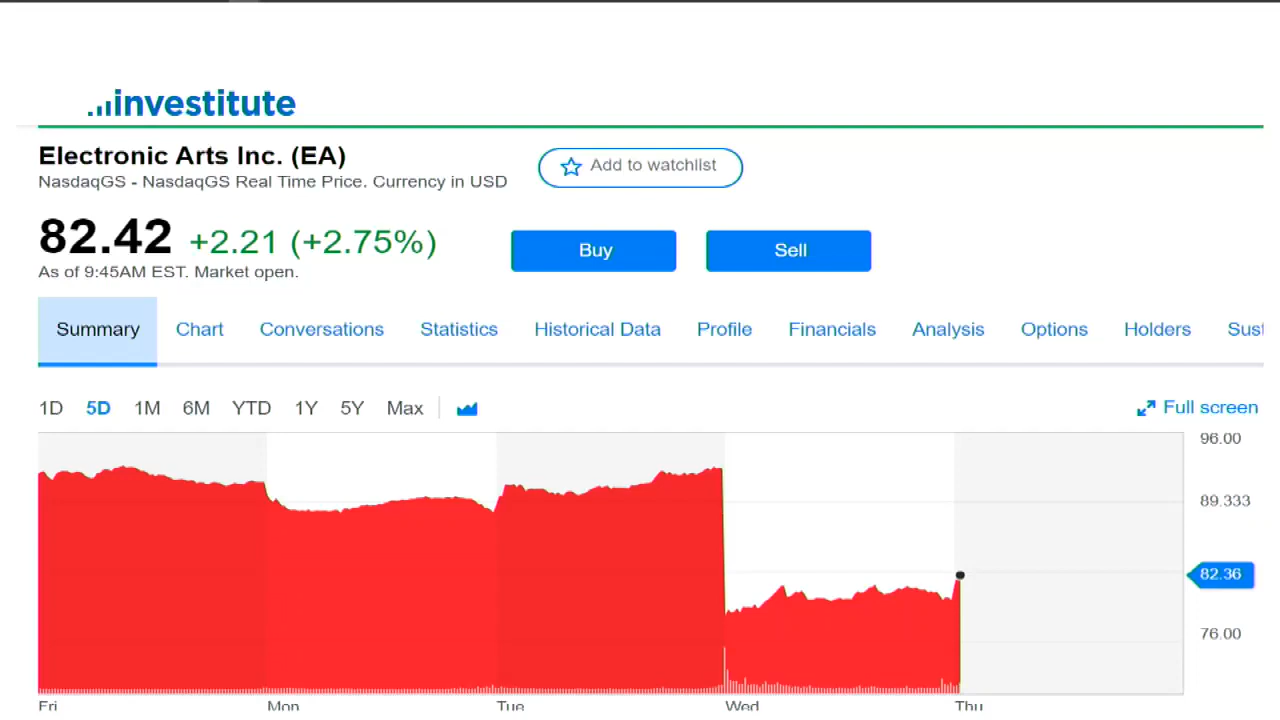 investitute
Electronic Arts Inc. (EA)
NasdaqGS - NasdaqGS Real Time Price. Currency in USD
Add to watchlist
82.42 +2.21 (+2.75%)
As of 9:45AM EST. Market open.
Buy
Sell
Summary Chart Conversations Statistics Historical Data Profile Financials Analysis Options Holders Sust
1D 5D 1M 6M YTD 1Y 5Y Max
Full screen
96.00
89.333
82.36
76.00
Fri Mon Tue Wed Thu